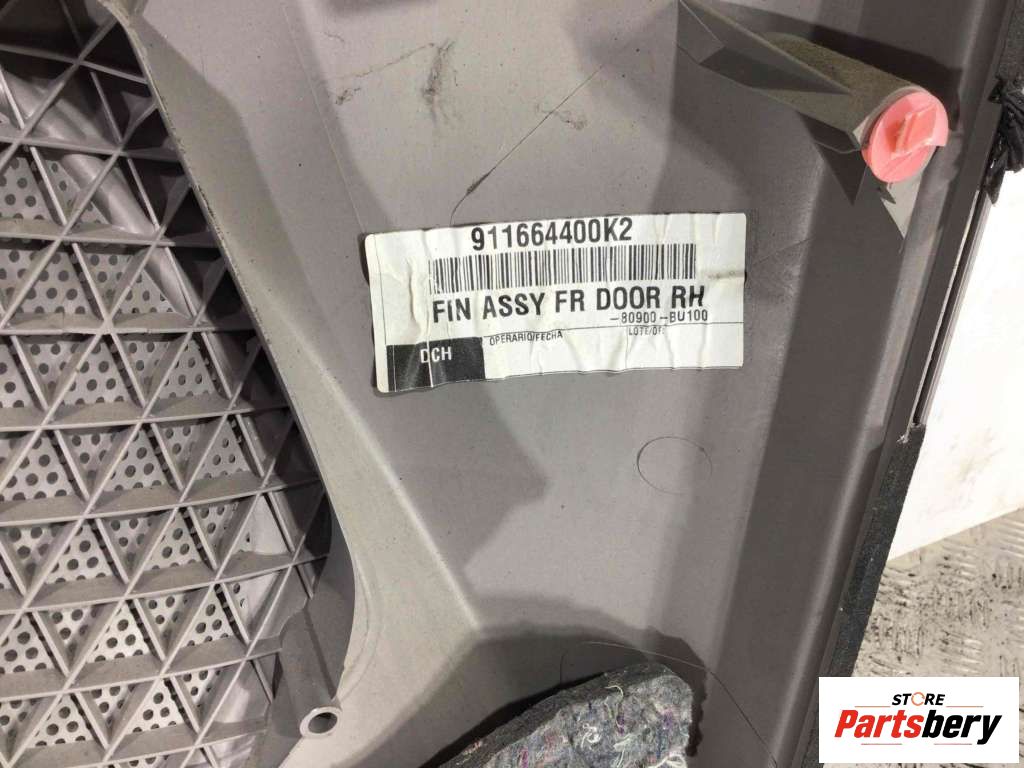 911664400K2
FIN ASSY FR DOOR RH
-80900-BU100
OPERARIO/FECHA
LOTE/OF:
DCH
STORE
Partsbery